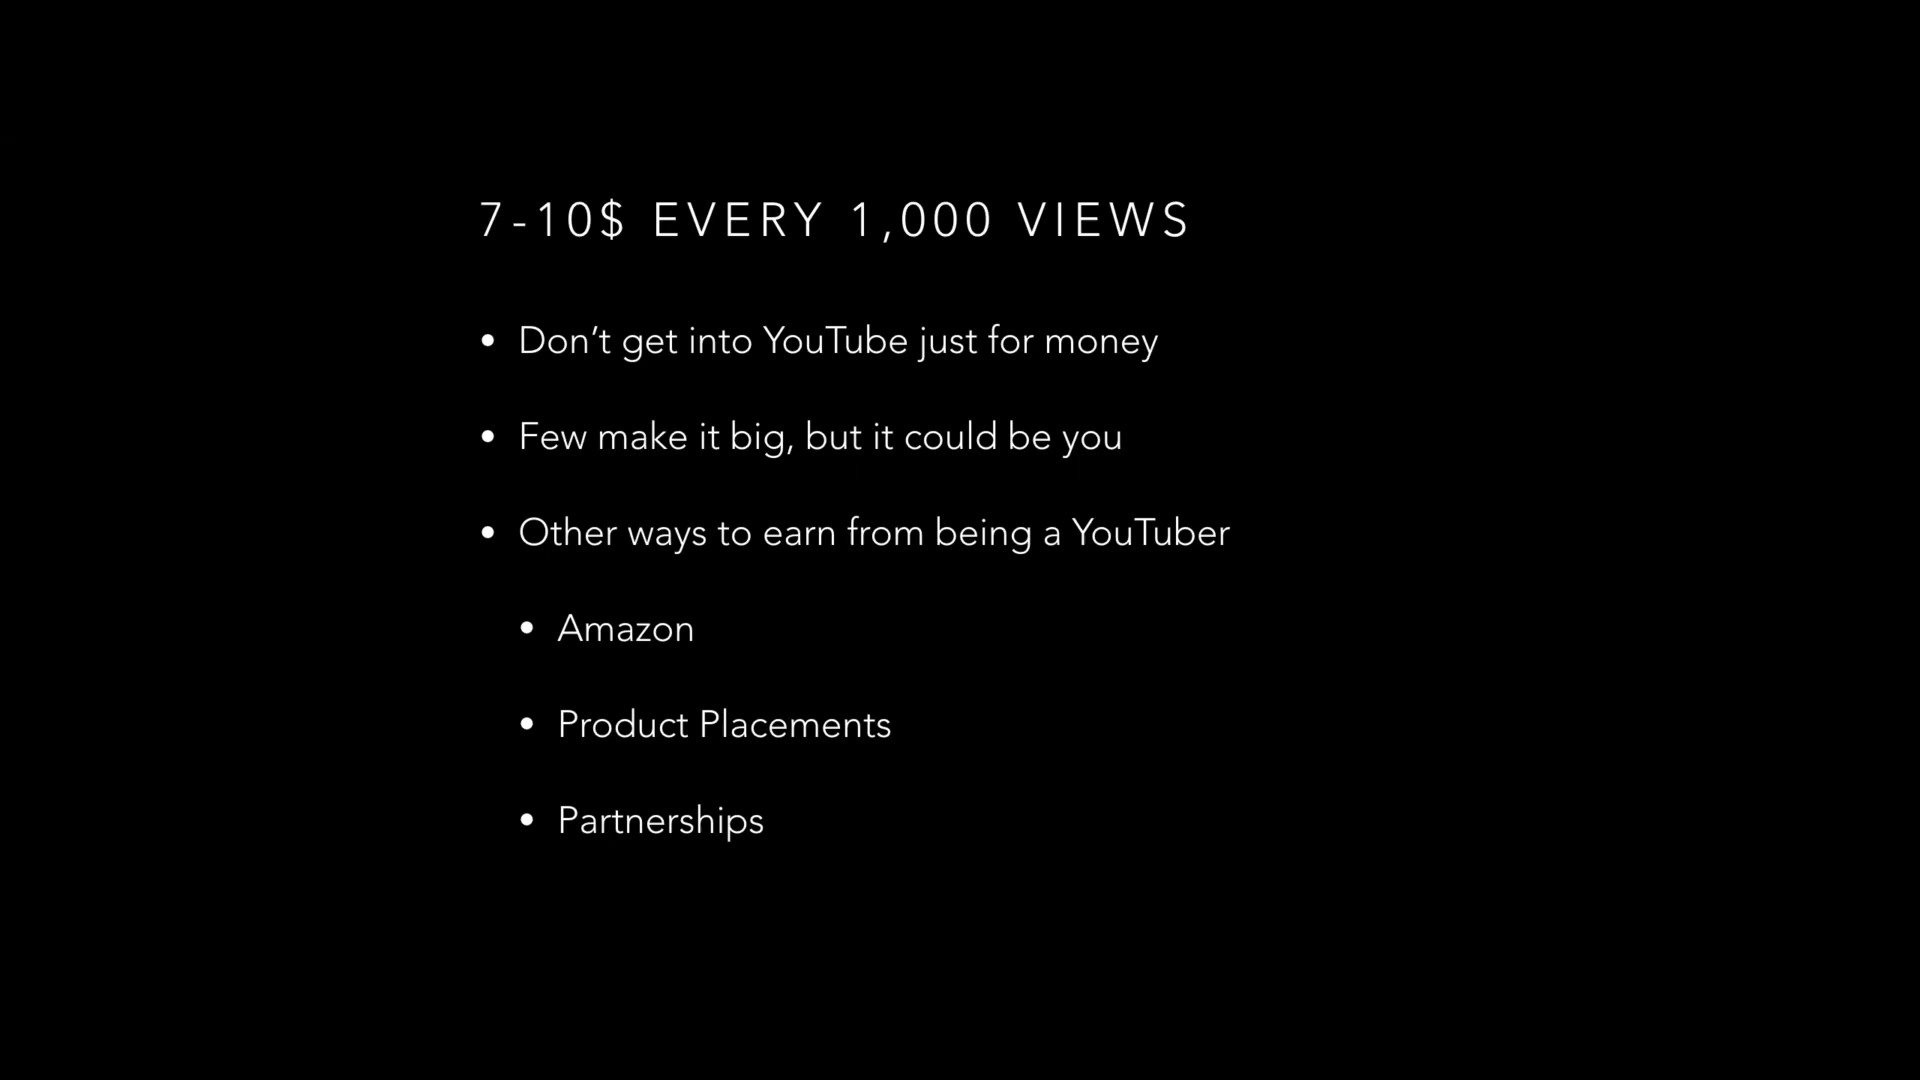 7-10$ EVERY 1,000 VIEWS
• Don’t get into YouTube just for money
• Few make it big, but it could be you
• Other ways to earn from being a YouTuber
• Amazon
• Product Placements
• Partnerships